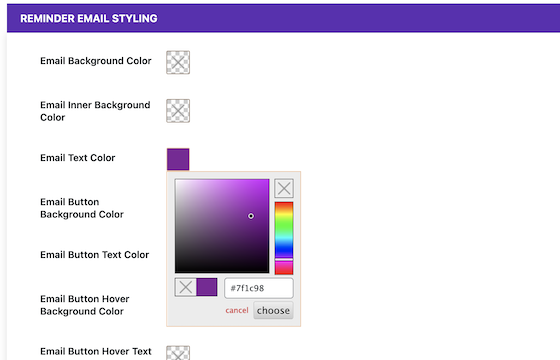 REMINDER EMAIL STYLING
Email Background Color
Email Inner Background
Color
Email Text Color
Email Button
Background Color
Email Button Text Color
#7f1c98
cancel choose
Email Button Hover
Background Color
Email Button Hover Text